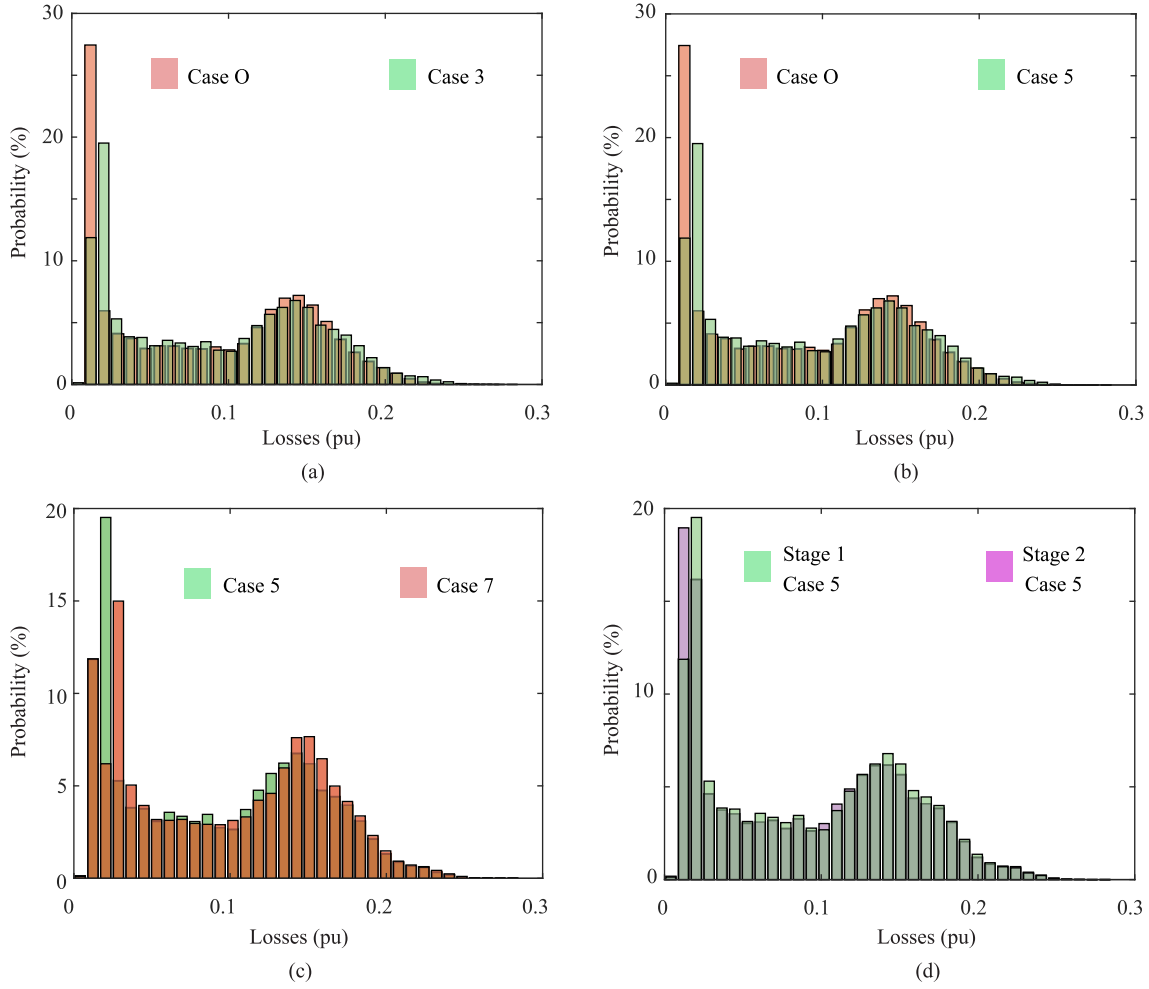 30
20
10
0
Probability (%)
Case O
Case 3
0
0.1
0.2
0.3
Losses (pu)
(a)
30
20
10
0
Probability (%)
Case O
Case 5
0
0.1
0.2
0.3
Losses (pu)
(b)
20
15
10
5
0
Probability (%)
Case 5
Case 7
0
0.1
0.2
0.3
Losses (pu)
(c)
20
10
0
Probability (%)
Stage 1
Case 5
Stage 2
Case 5
0
0.1
0.2
0.3
Losses (pu)
(d)